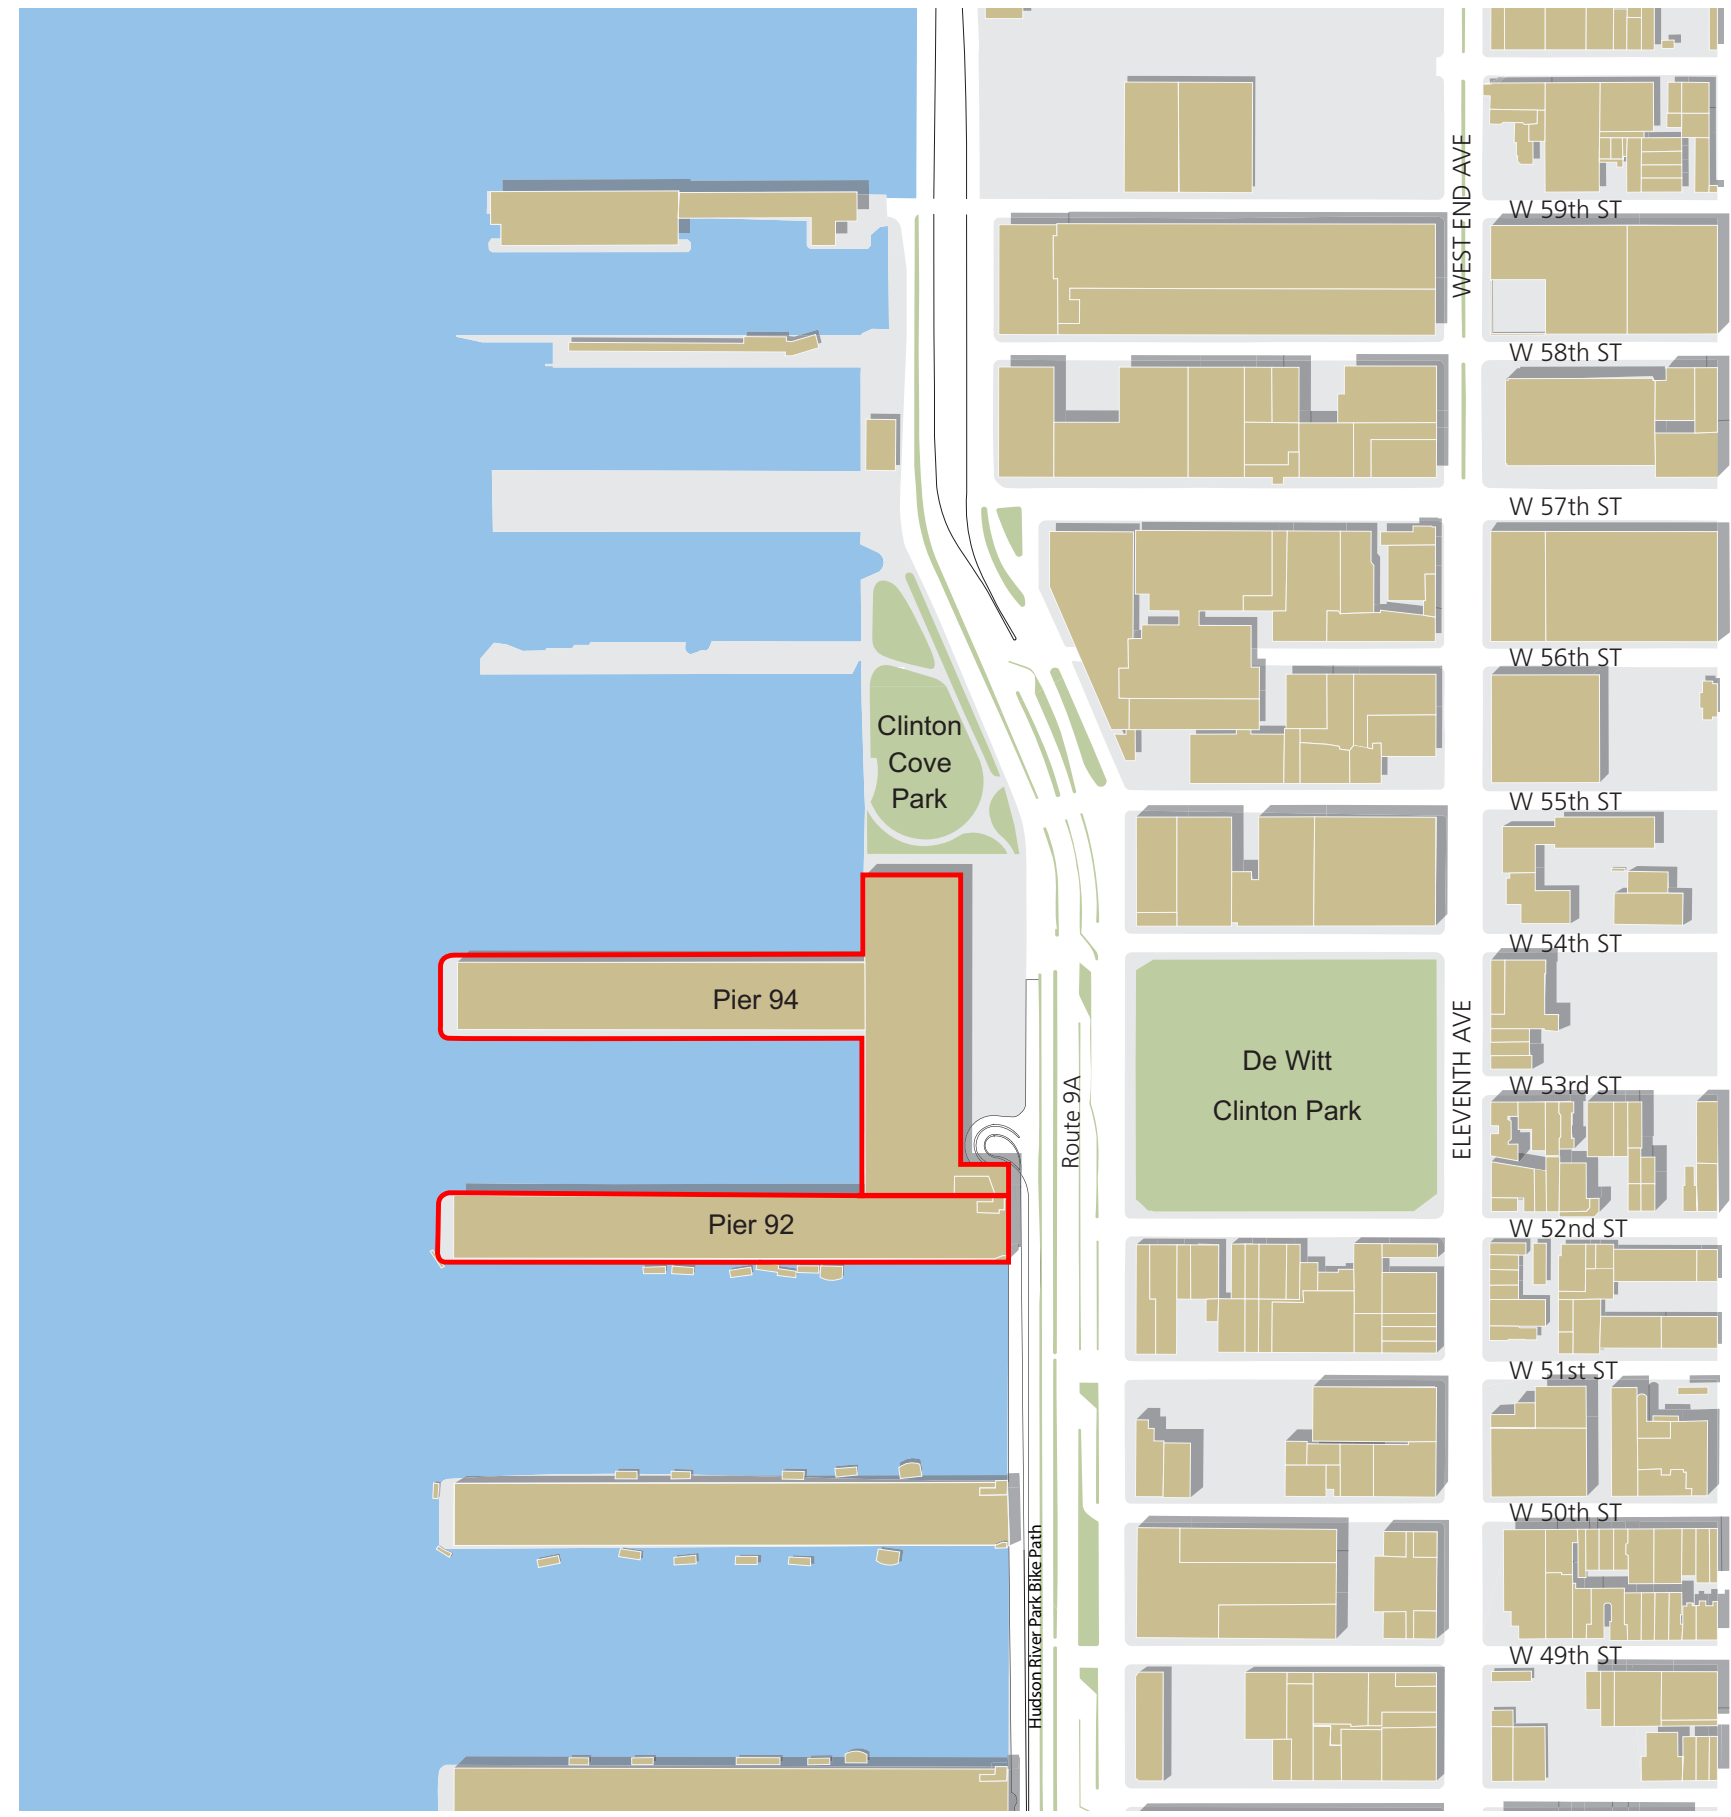 WEST END AVE
W 59th ST
W 58th ST
W 57th ST
W 56th ST
Clinton
Cove
Park
W 55th ST
W 54th ST
Pier 94
De Witt
Clinton Park
ELEVENTH AVE
Route 9A
W 53rd ST
Pier 92
W 52nd ST
W 51st ST
W 50th ST
Hudson River Park Bike Path
W 49th ST